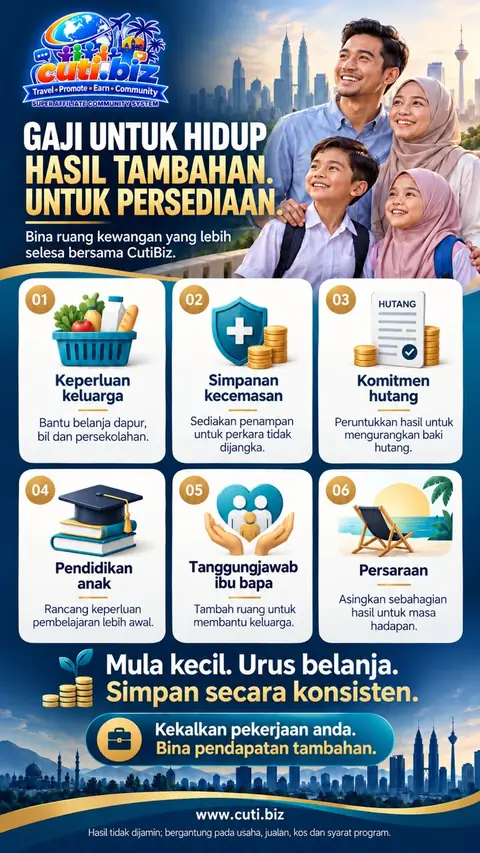 cuti.biz
Travel • Promote • Earn • Community
SUPER AFFILIATE COMMUNITY SYSTEM
GAJI UNTUK HIDUP
HASIL TAMBAHAN.
UNTUK PERSEDIAAN.
Bina ruang kewangan yang lebih
selesa bersama CutiBiz.
01
Keperluan
keluarga
Bantu belanja dapur,
bil dan persekolahan.
02
Simpanan
kecemasan
Sediakan penampan
untuk perkara tidak
dijangka.
03
HUTANG
Komitmen
hutang
Peruntukkan hasil untuk
mengurangkan baki
hutang.
04
Pendidikan
anak
Rancang keperluan
pembelajaran lebih awal.
05
Tanggungjawab
ibu bapa
Tambah ruang untuk
membantu keluarga.
06
Persaraan
Asingkan sebahagian
hasil untuk masa
hadapan.
Mula kecil. Urus belanja.
Simpan secara konsisten.
Kekalkan pekerjaan anda.
Bina pendapatan tambahan.
www.cuti.biz
Hasil tidak dijamin; bergantung pada usaha, jualan, kos dan syarat program.